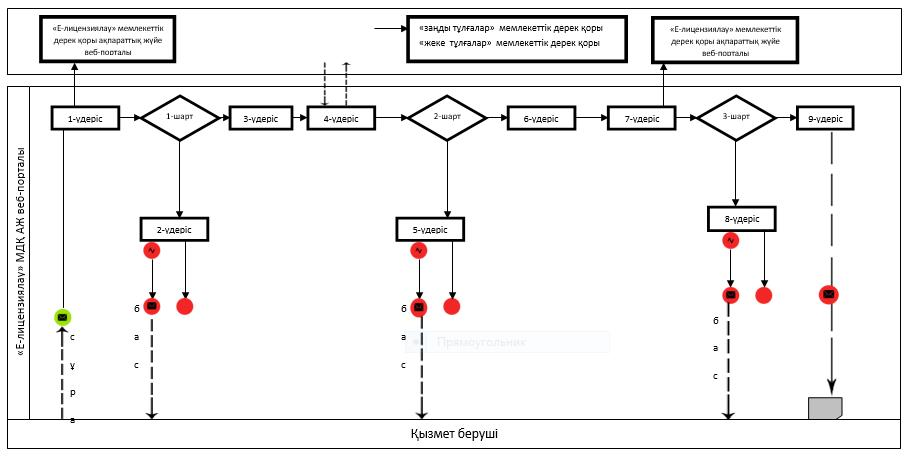 «Е-лицензиялау» мемлекеттік
дерек қоры ақпараттық жүйе
веб-порталы
«заңды тұлғалар» мемлекеттік дерек қоры
«жеке тұлғалар» мемлекеттік дерек қоры
«Е-лицензиялау» мемлекеттік
дерек қоры ақпараттық жүйе
веб-порталы
«Е-лицензиялау» МДҚ АЖ веб-порталы
1-үдеріс
1-шарт
3-үдеріс
4-үдеріс
2-шарт
6-үдеріс
7-үдеріс
3-шарт
9-үдеріс
2-үдеріс
5-үдеріс
8-үдеріс
с
ұ
р
а
б
а
с
б
а
с
б
а
с
Прямоугольник
Қызмет беруші